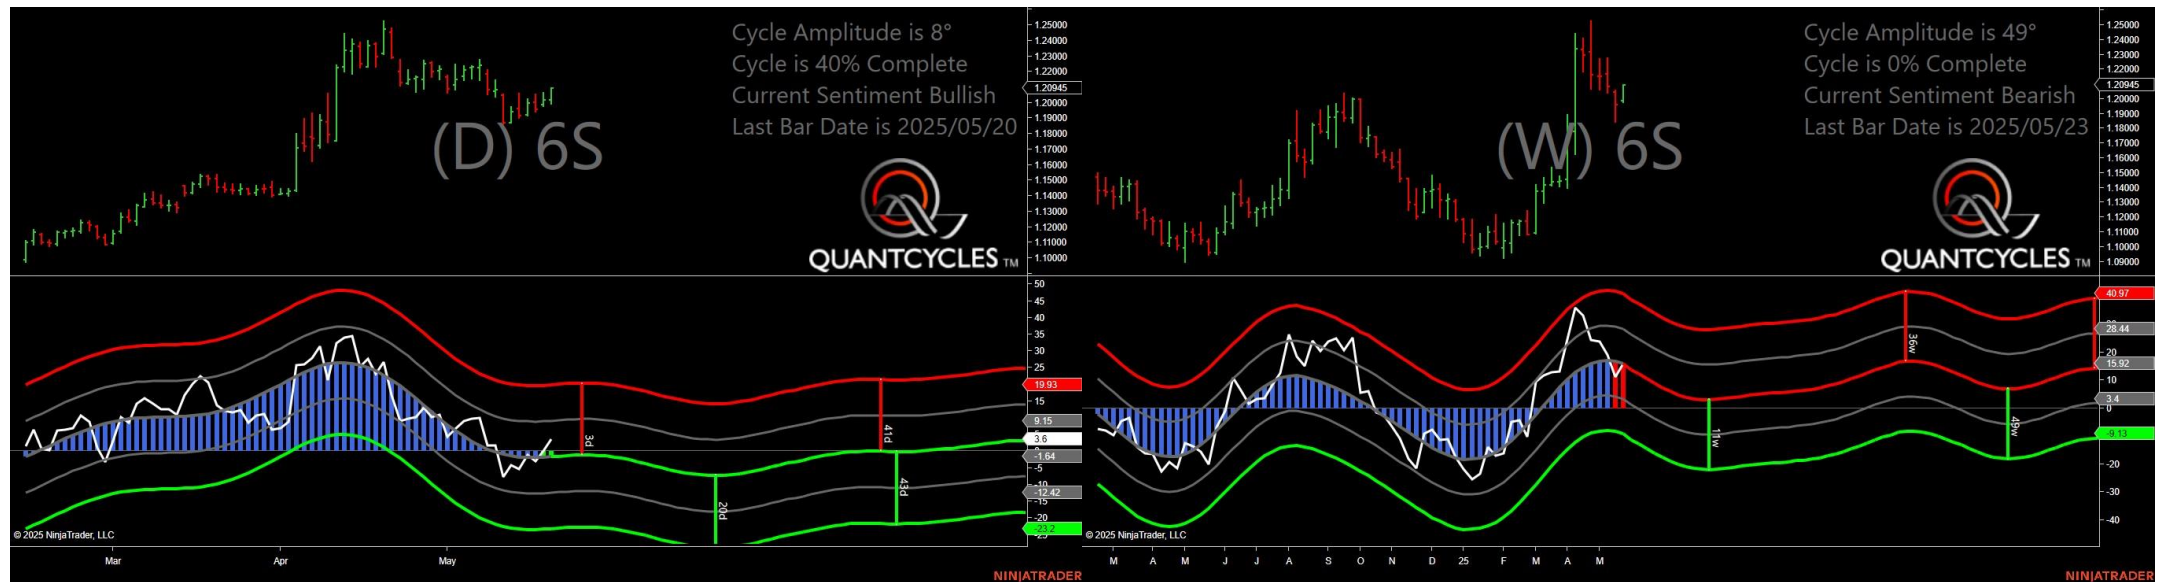 Cycle Amplitude is 8°
Cycle is 40% Complete
Current Sentiment Bullish
Last Bar Date is 2025/05/20
(D) 6S
QUANTCYCLES TM
1.25000
1.24000
1.23000
1.22000
1.20945
1.20000
1.19000
1.18000
1.17000
1.16000
1.15000
1.14000
1.13000
1.12000
1.11000
1.10000
50
45
40
35
30
25
19.93
15
9.15
3.6
-1.64
-5
-10
-12.42
-15
-20
-23.2
3d
20d
41d
43d
© 2025 NinjaTrader, LLC
Mar Apr May
NINJATRADER
Cycle Amplitude is 49°
Cycle is 0% Complete
Current Sentiment Bearish
Last Bar Date is 2025/05/23
(W) 6S
QUANTCYCLES TM
1.25000
1.24000
1.23000
1.22000
1.20945
1.20000
1.19000
1.18000
1.17000
1.16000
1.15000
1.14000
1.13000
1.12000
1.11000
1.10000
1.09000
40.97
28.44
20
15.92
10
3.4
0
-9.13
-20
-30
-40
11w
36w
49w
© 2025 NinjaTrader, LLC
M A M J J A S O N D 25 F M A M
NINJATRADER